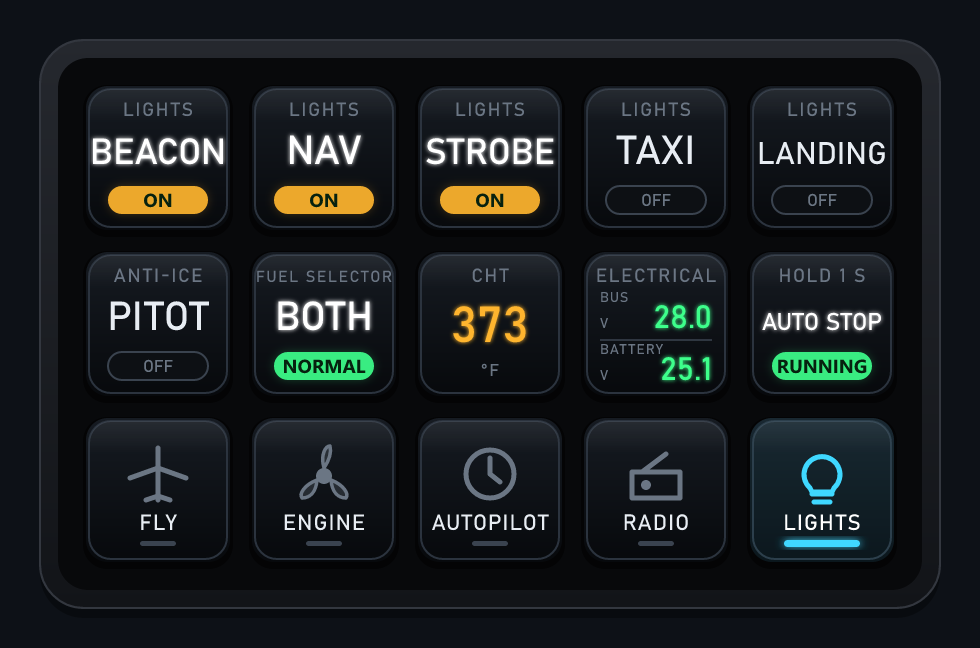 LIGHTS
BEACON
ON
LIGHTS
NAV
ON
LIGHTS
STROBE
ON
LIGHTS
TAXI
OFF
LIGHTS
LANDING
OFF
ANTI-ICE
PITOT
OFF
FUEL SELECTOR
BOTH
NORMAL
CHT
373
°F
ELECTRICAL
BUS
V 28.0
BATTERY
V 25.1
HOLD 1 S
AUTO STOP
RUNNING
FLY
ENGINE
AUTOPILOT
RADIO
LIGHTS